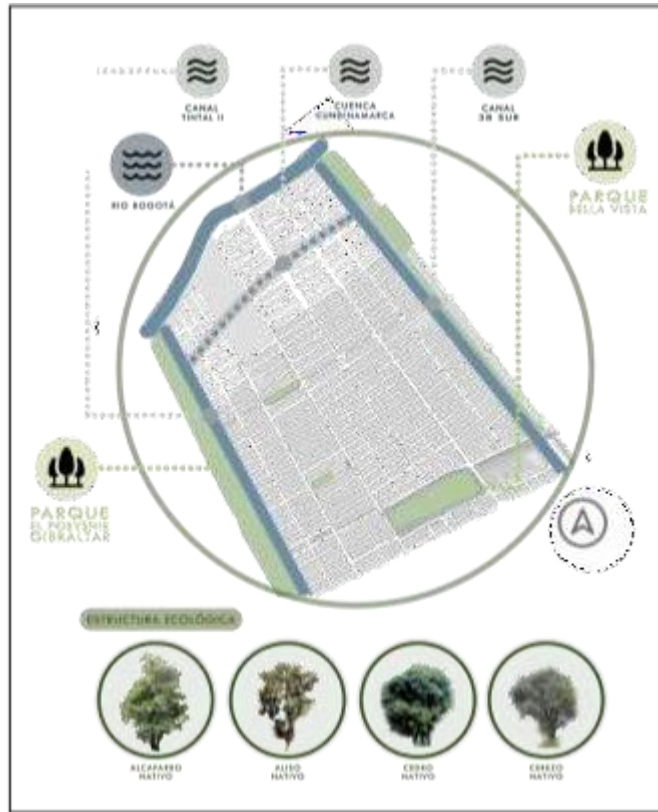 CANAL
TINTAL II
CUENCA
CUNDINAMARCA
CANAL
38 SUR
RIO BOGOTÁ
PARQUE
BELLA VISTA
PARQUE
EL PORVENIR
GIBRALTAR
ESTRUCTURA ECOLÓGICA
ALCAPARRO
NATIVO
ALISO
NATIVO
CEDRO
NATIVO
CEREZO
NATIVO